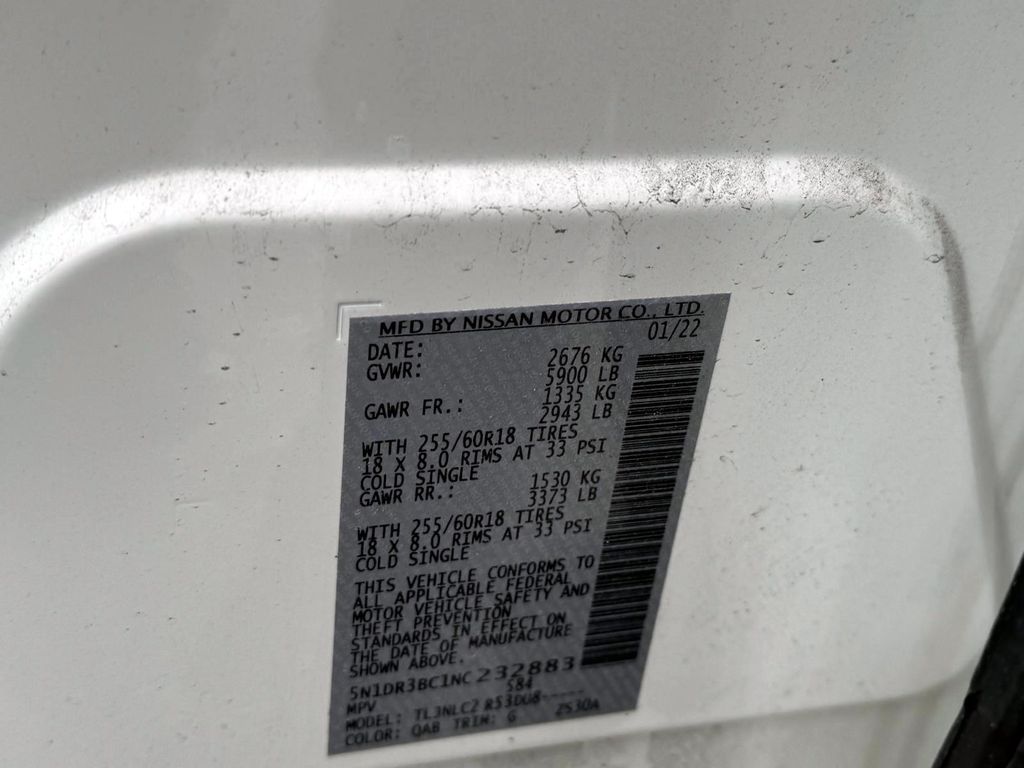 MFD BY NISSAN MOTOR CO., LTD.
DATE: 01/22
GVWR: 2676 KG
5900 LB
GAWR FR.: 1335 KG
2943 LB
WITH 255/60R18 TIRES
18 X 8.0 RIMS AT 33 PSI
COLD SINGLE
GAWR RR.: 1530 KG
3373 LB
WITH 255/60R18 TIRES
18 X 8.0 RIMS AT 33 PSI
COLD SINGLE
THIS VEHICLE CONFORMS TO
ALL APPLICABLE FEDERAL
MOTOR VEHICLE SAFETY AND
THEFT PREVENTION
STANDARDS IN EFFECT ON
THE DATE OF MANUFACTURE
SHOWN ABOVE.
5N1DR3BC1NC232883
MPV S84
MODEL: TL3NLC2 R53DU8-----
COLOR: QAB TRIM: G 2S30A